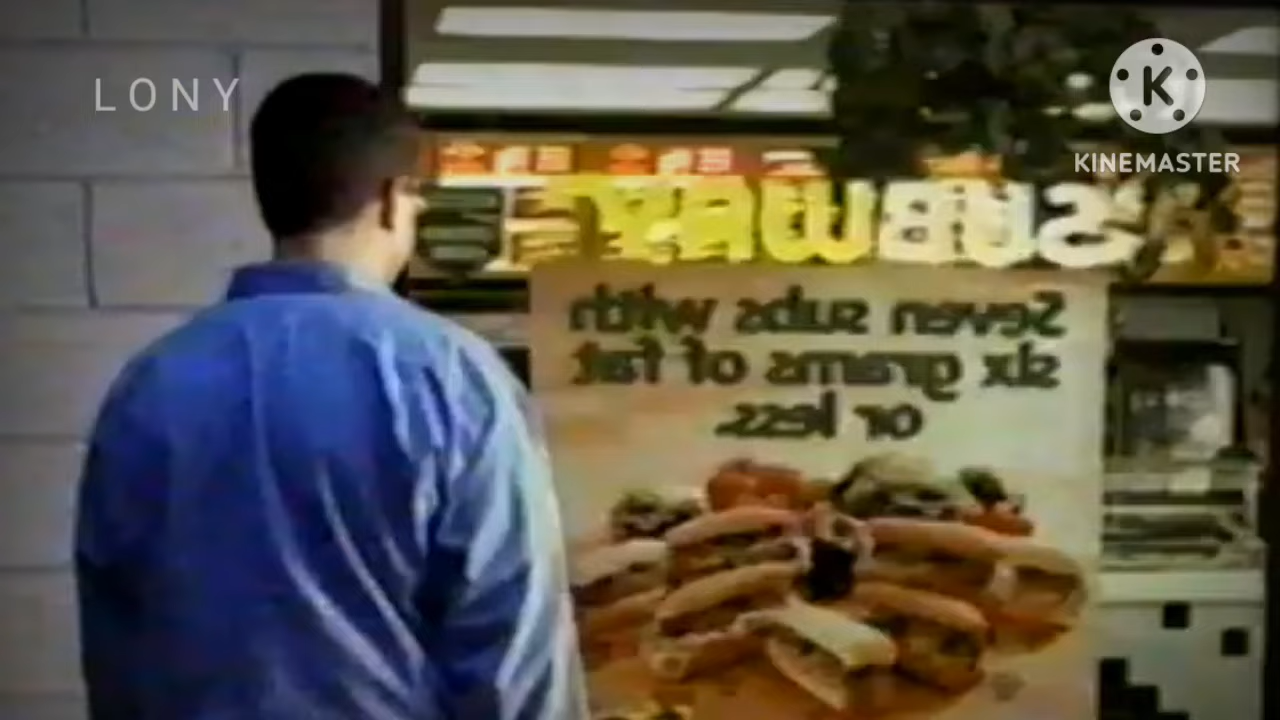 LONY
K
KINEMASTER
SUBWAY
Seven subs with
six grams of fat
or less.